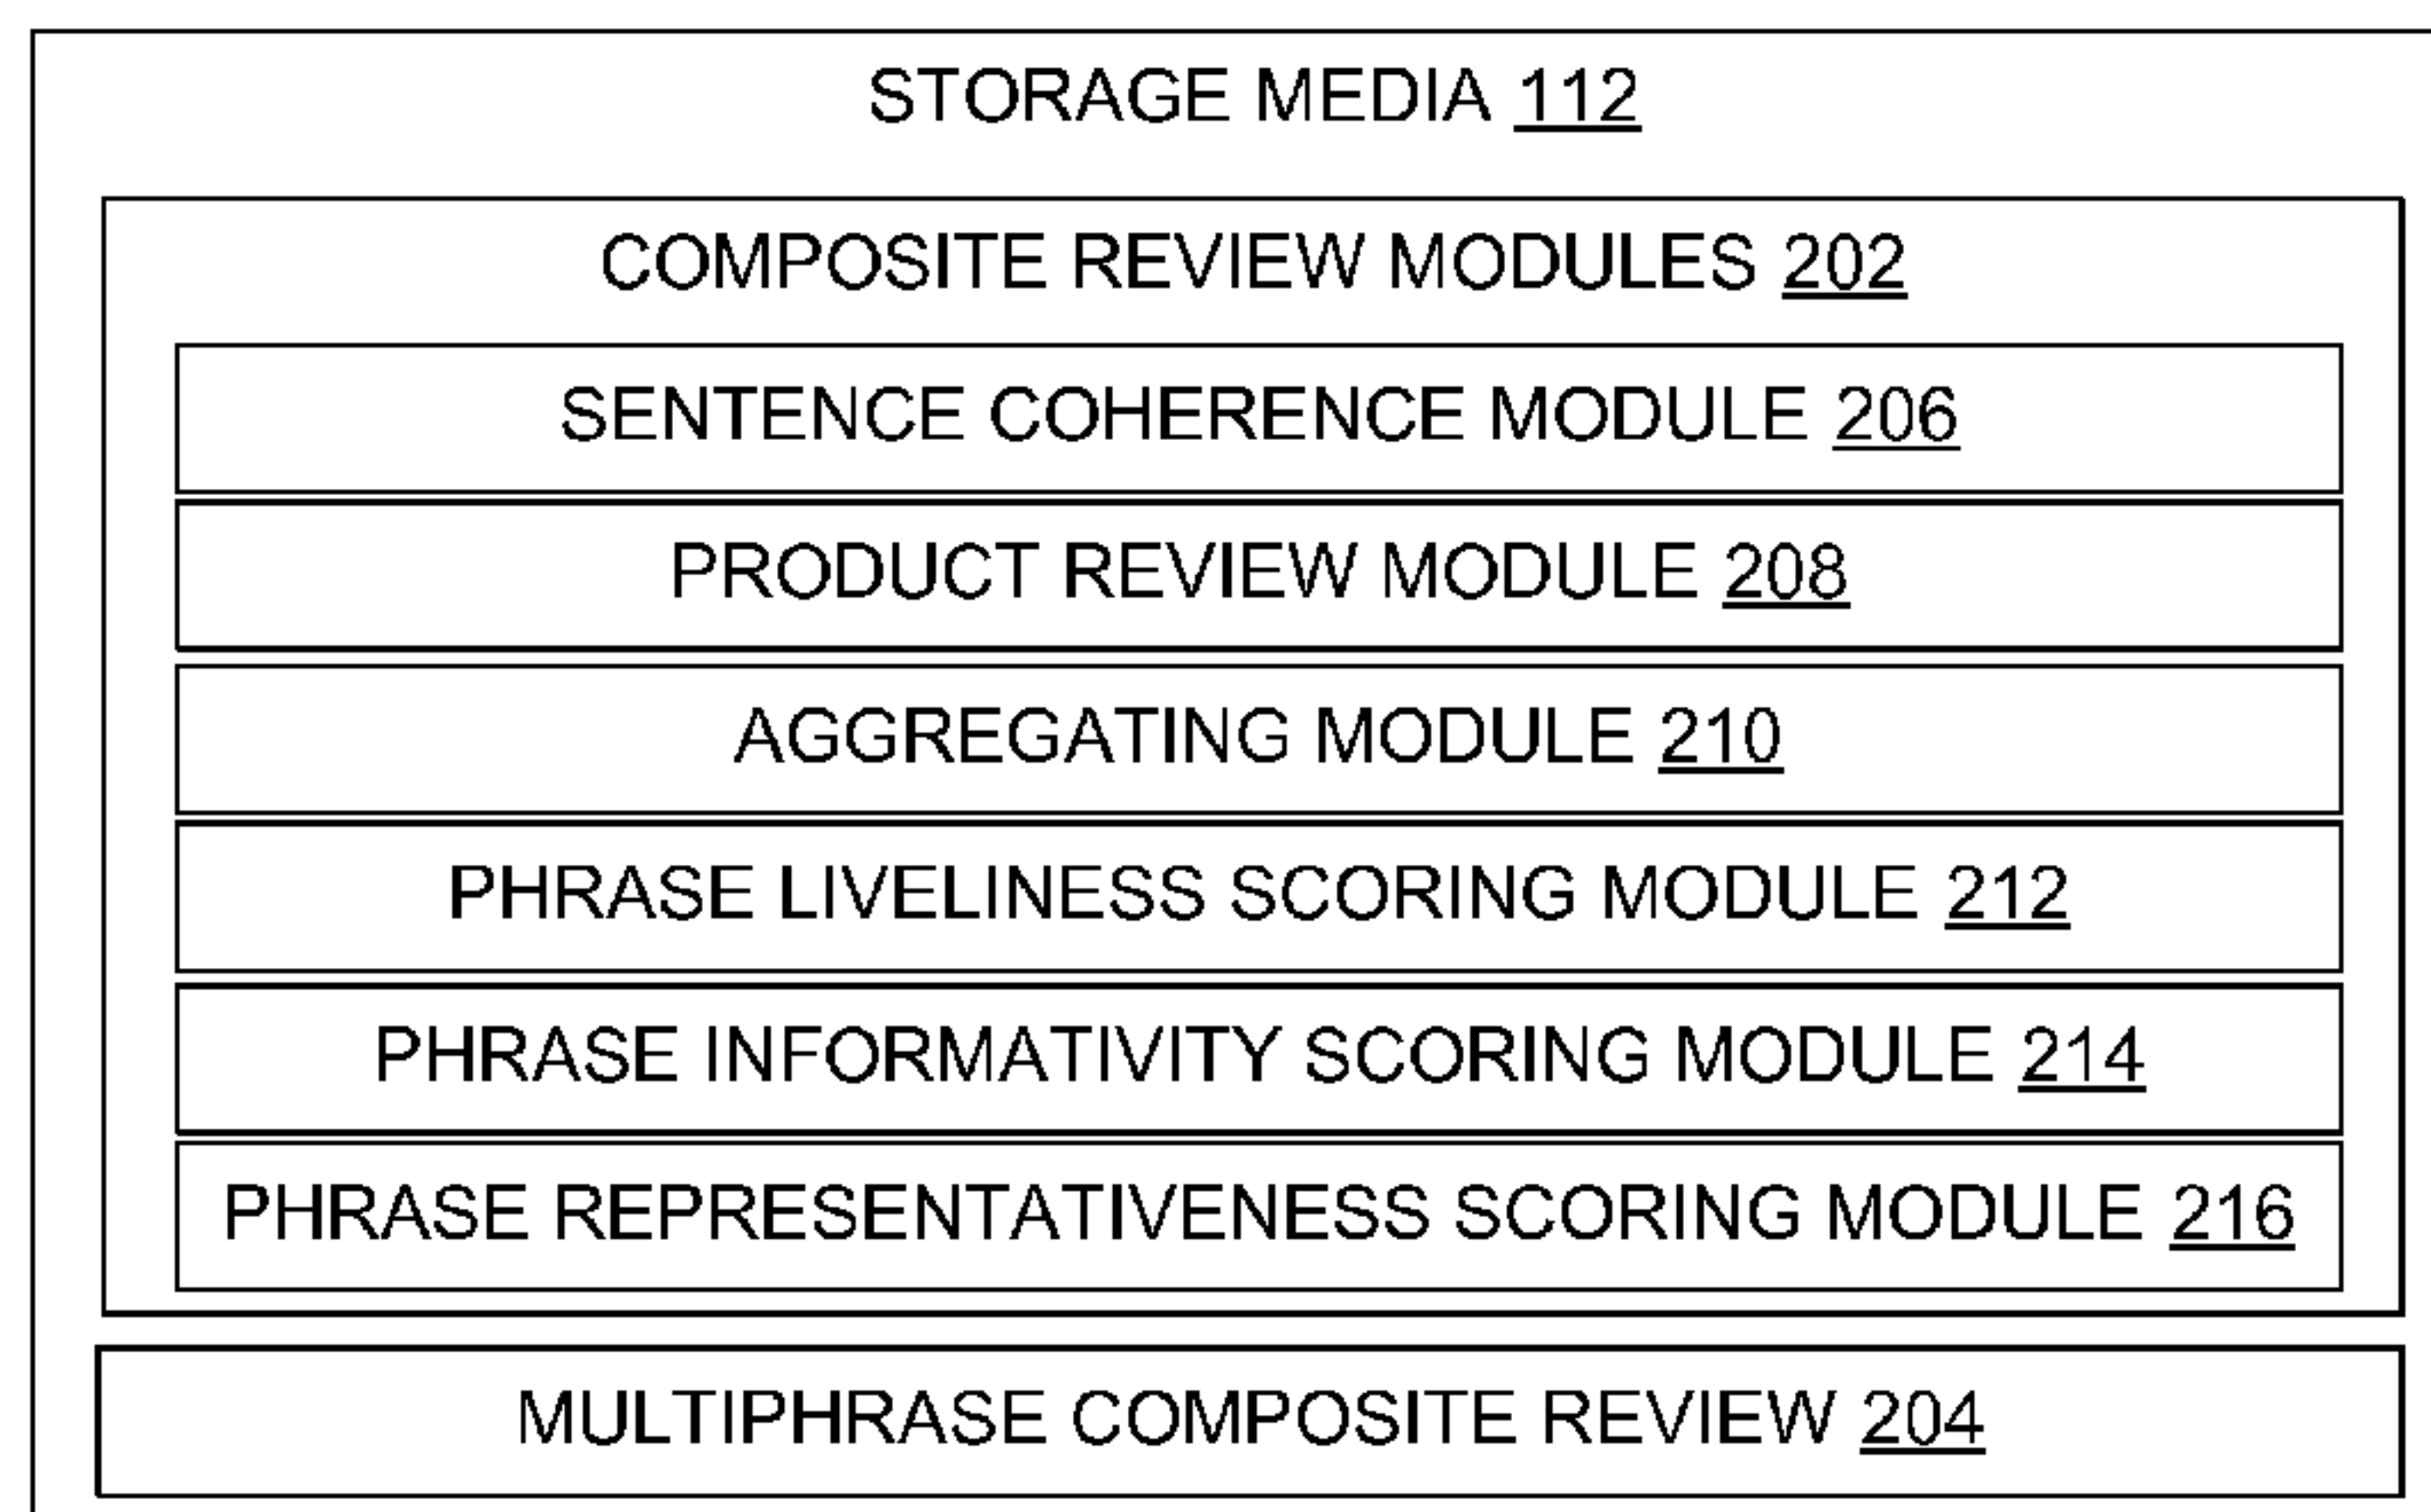 STORAGE MEDIA 112
COMPOSITE REVIEW MODULES 202
SENTENCE COHERENCE MODULE 206
PRODUCT REVIEW MODULE 208
AGGREGATING MODULE 210
PHRASE LIVELINESS SCORING MODULE 212
PHRASE INFORMATIVITY SCORING MODULE 214
PHRASE REPRESENTATIVENESS SCORING MODULE 216
MULTIPHRASE COMPOSITE REVIEW 204